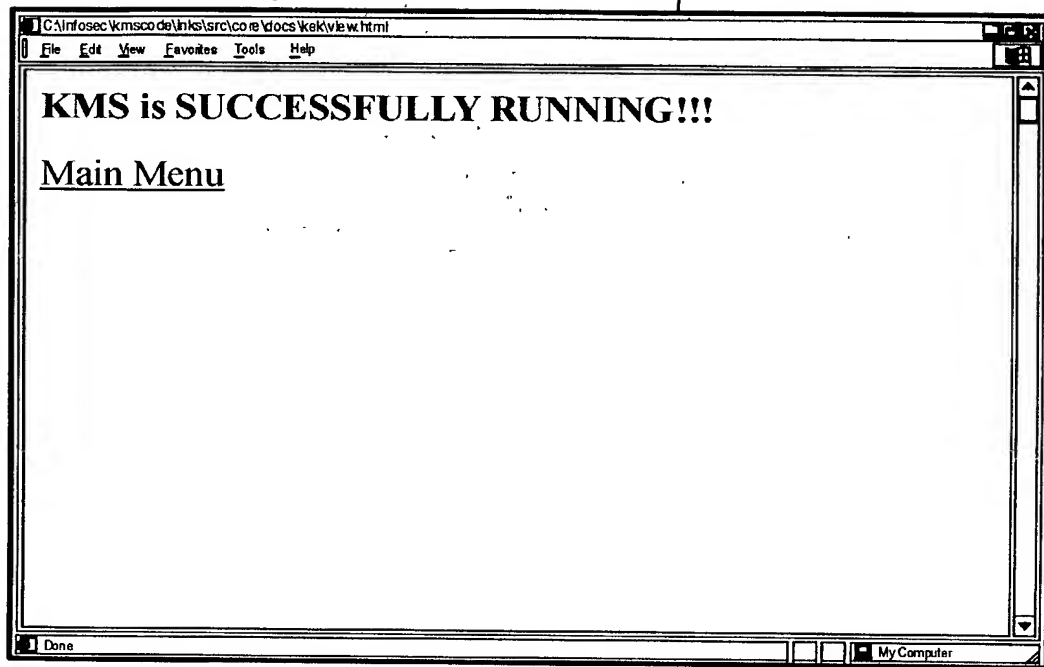 C:\Infosec\kmscode\lnks\src\core\docs\kek\view.html
File Edit View Favorites Tools Help
KMS is SUCCESSFULLY RUNNING!!!
Main Menu
Done My Computer